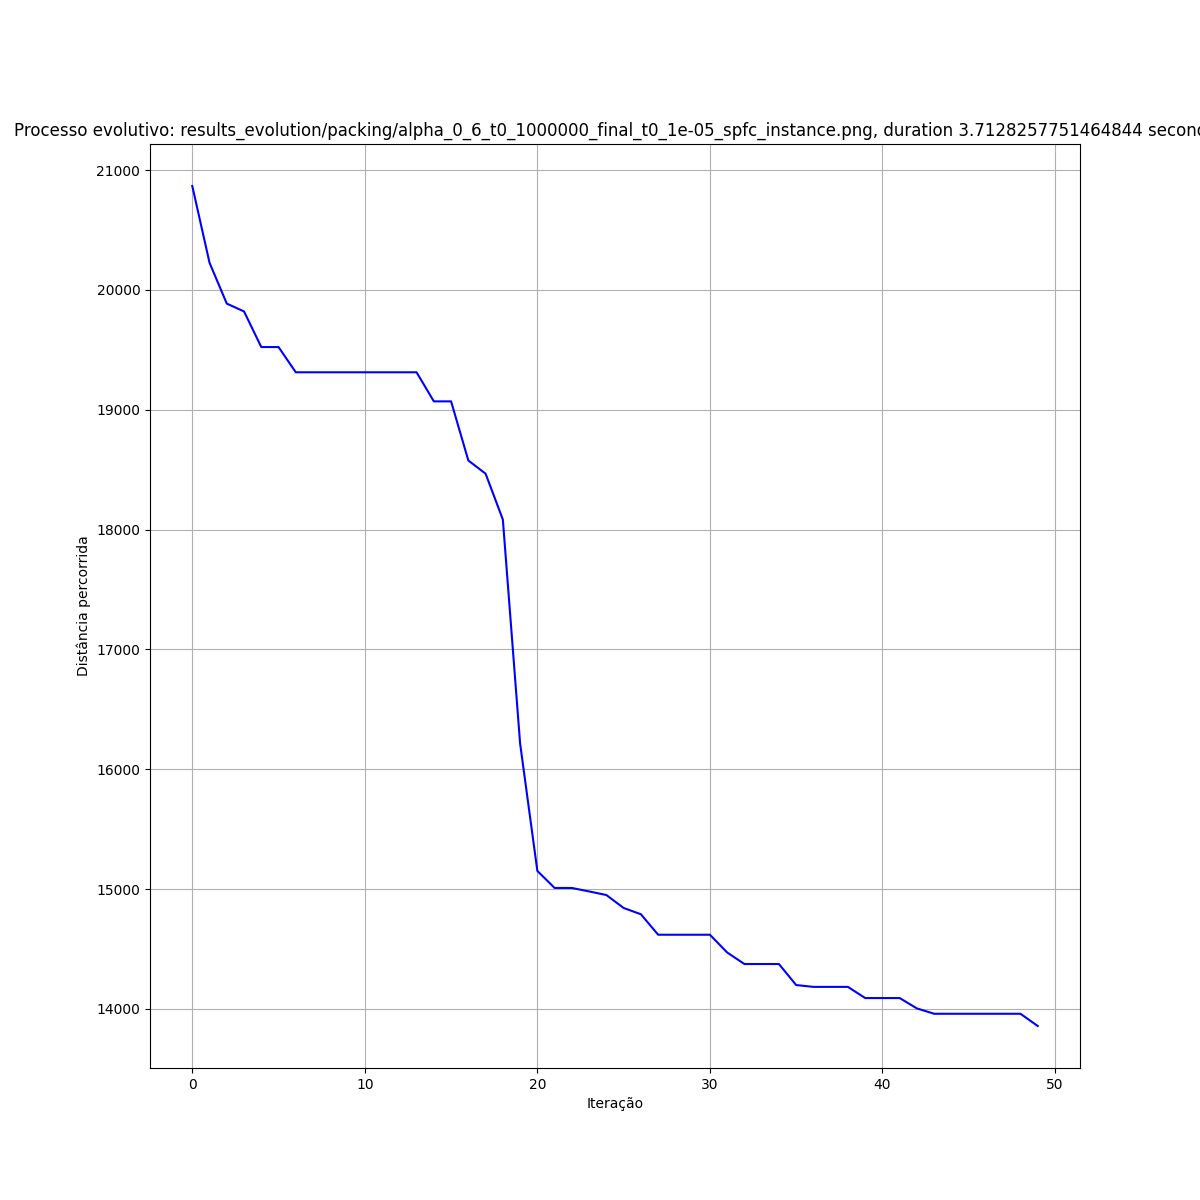 Processo evolutivo: results_evolution/packing/alpha_0_6_t0_1000000_final_t0_1e-05_spfc_instance.png, duration 3.7128257751464844 secon
21000
20000
19000
18000
17000
16000
15000
14000
Distância percorrida
0 10 20 30 40 50
Iteração